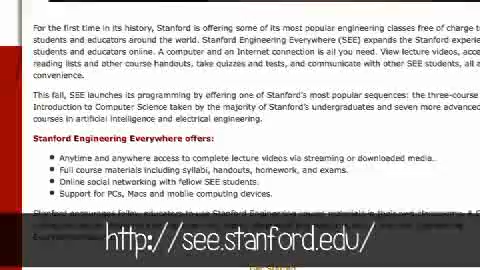 For the first time in its history, Stanford is offering some of its most popular engineering classes free of charge
students and educators around the world. Stanford Engineering Everywhere (SEE) expands the Stanford
students and educators online. A computer and an Internet connection is all you need. View lecture videos,
reading lists and other course handouts, take quizzes and tests, and communicate with other SEE students, all
convenience.
This fall, SEE launches its programming by offering one of Stanford's most popular sequences: the three-course
Introduction to Computer Science taken by the majority of Stanford's undergraduates and seven more advanced
courses in artificial intelligence and electrical engineering.
Stanford Engineering Everywhere offers:
Anytime and anywhere access to complete lecture videos via streaming or downloaded media.
Full course materials including syllabi, handouts, homework, and exams.
Online social networking with fellow SEE students.
Support for PCs, Macs and mobile computing devices.
http://see.stanford.edu/